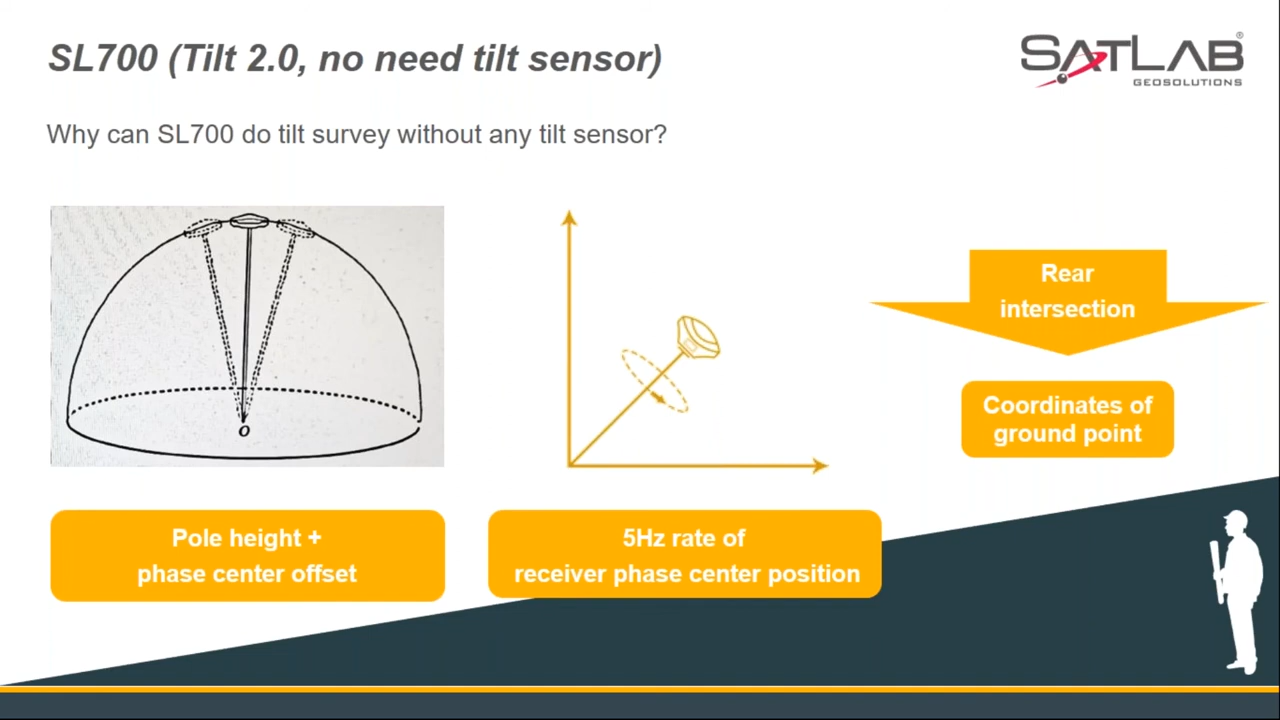 SL700 (Tilt 2.0, no need tilt sensor)
SATLAB®
GEOSOLUTIONS
Why can SL700 do tilt survey without any tilt sensor?
O
Rear
intersection
Coordinates of
ground point
Pole height +
phase center offset
5Hz rate of
receiver phase center position